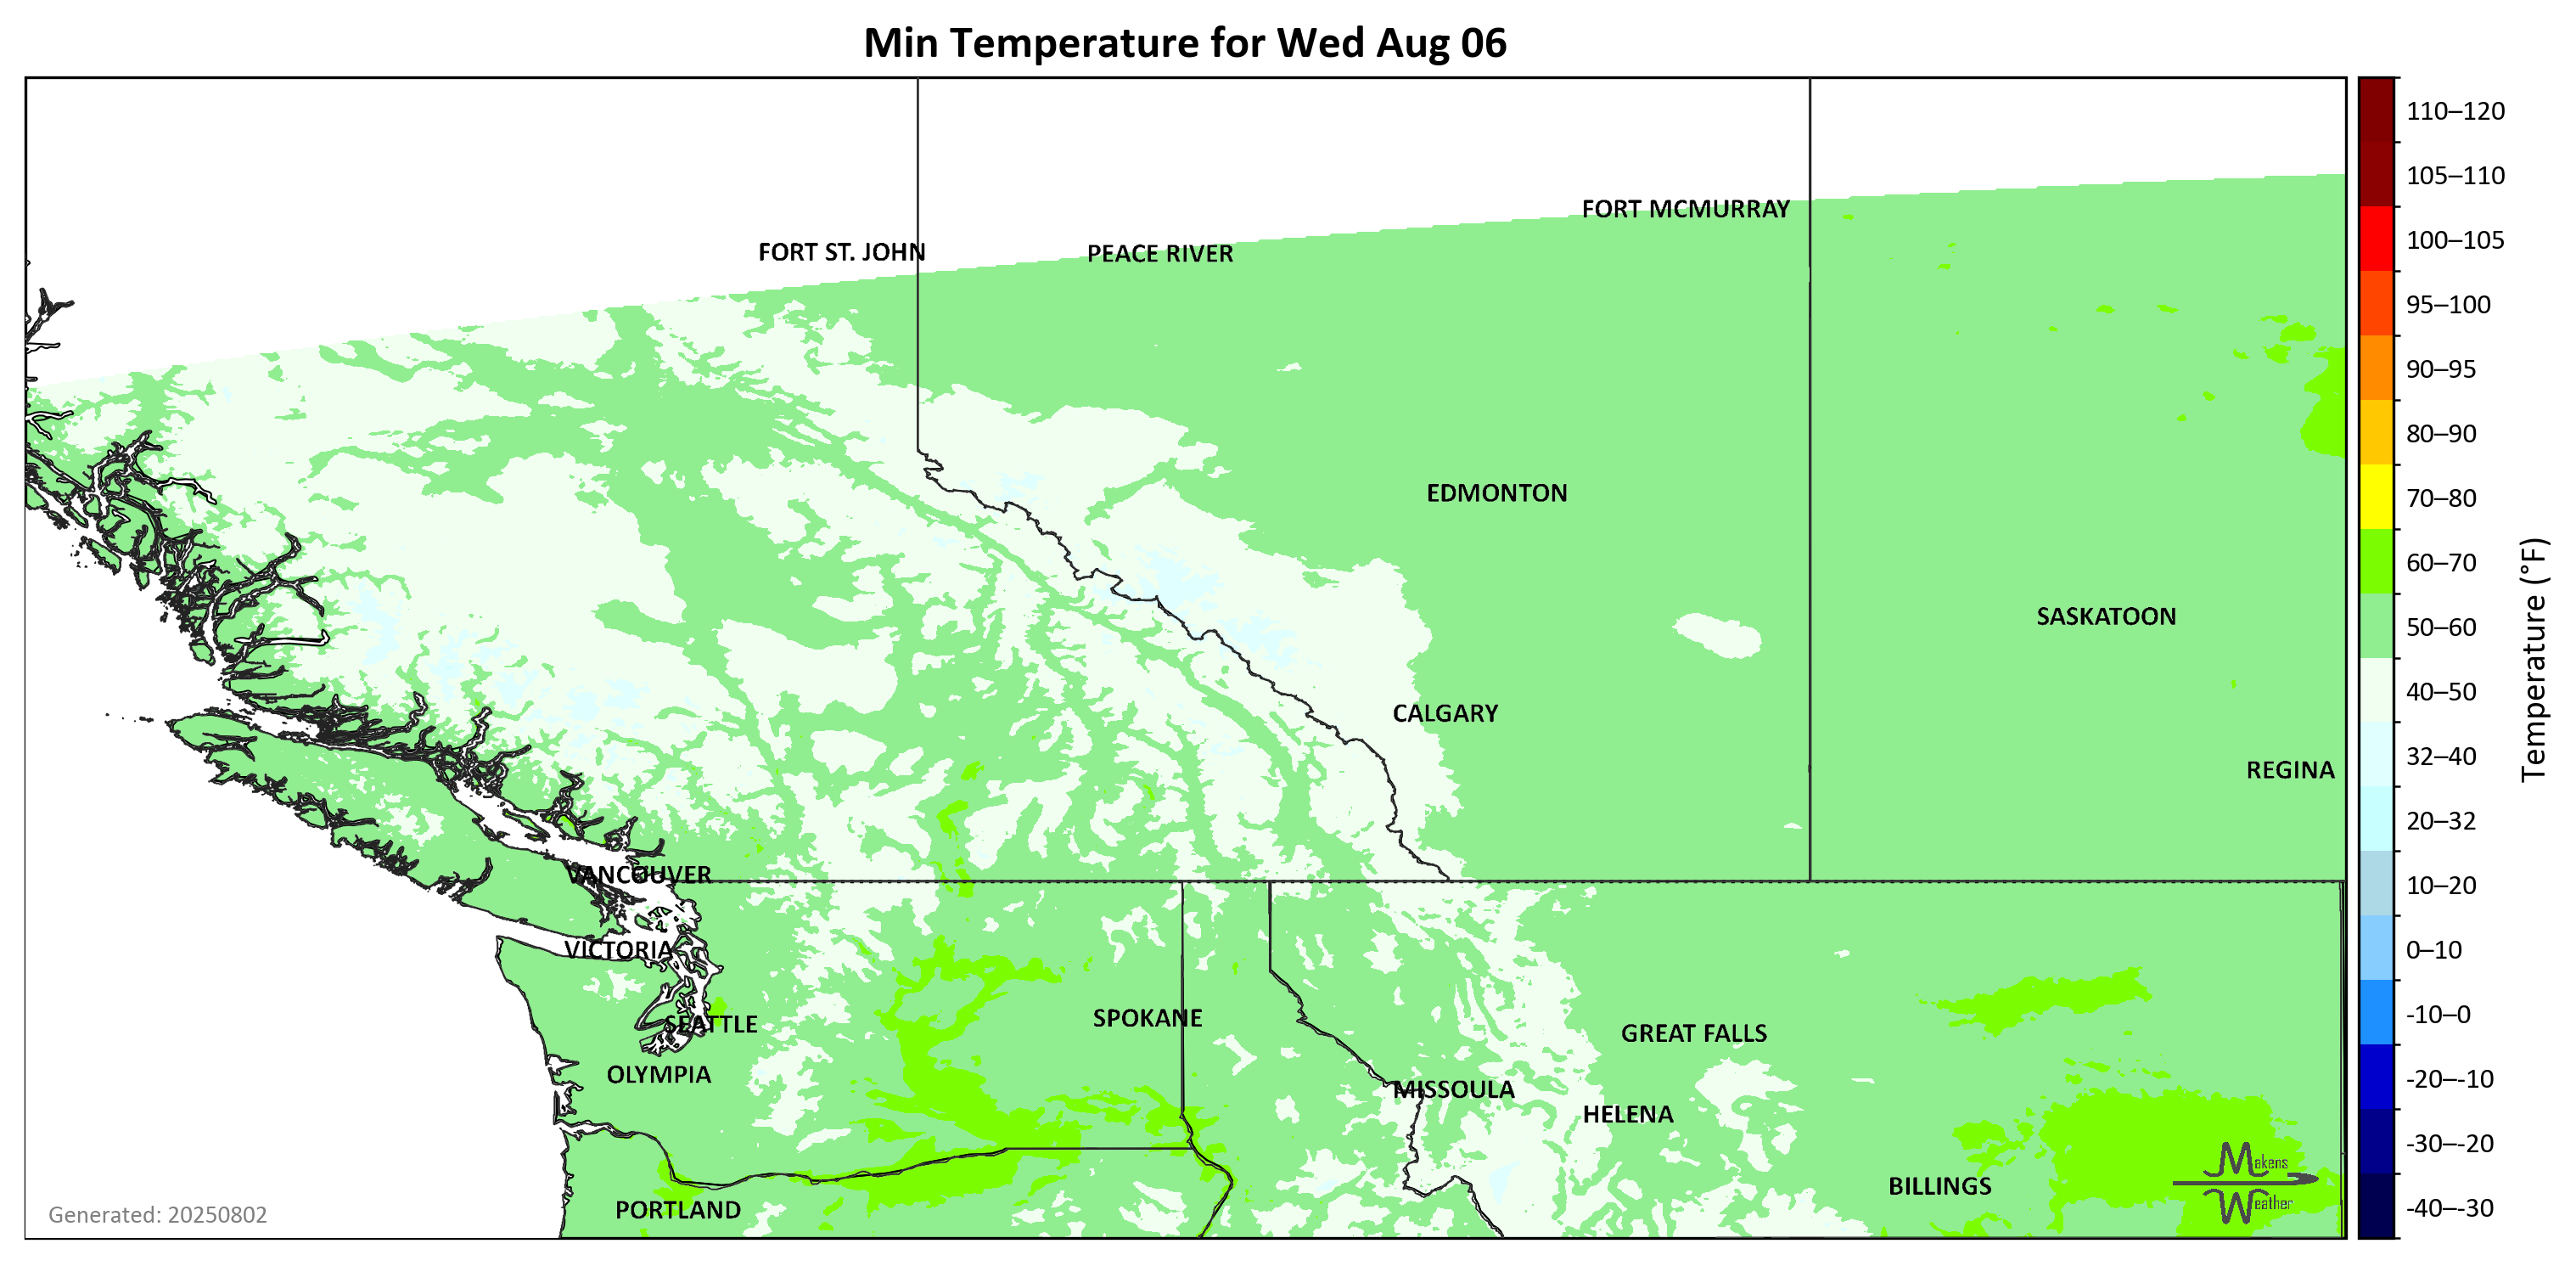 Min Temperature for Wed Aug 06
110–120
105–110
100–105
95–100
90–95
80–90
70–80
60–70
50–60
40–50
32–40
20–32
10–20
0–10
-10–0
-20–-10
-30–-20
-40–-30
Temperature (°F)
FORT MCMURRAY
FORT ST. JOHN
PEACE RIVER
EDMONTON
SASKATOON
CALGARY
REGINA
VANCOUVER
VICTORIA
SEATTLE
SPOKANE
GREAT FALLS
OLYMPIA
MISSOULA
HELENA
BILLINGS
PORTLAND
Makens
Weather
Generated: 20250802